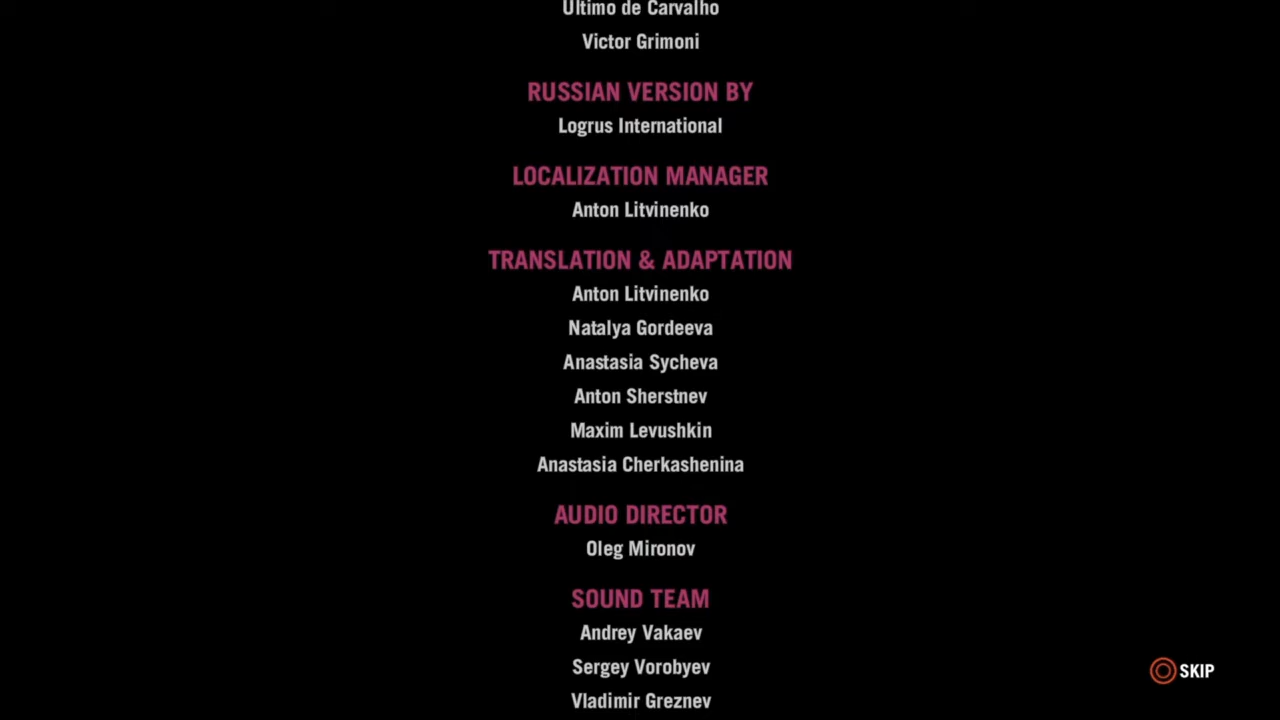 Ultimo de Carvalho
Victor Grimoni
RUSSIAN VERSION BY
Logrus International
LOCALIZATION MANAGER
Anton Litvinenko
TRANSLATION & ADAPTATION
Anton Litvinenko
Natalya Gordeeva
Anastasia Sycheva
Anton Sherstnev
Maxim Levushkin
Anastasia Cherkashenina
AUDIO DIRECTOR
Oleg Mironov
SOUND TEAM
Andrey Vakaev
Sergey Vorobyev
SKIP
Vladimir Greznev